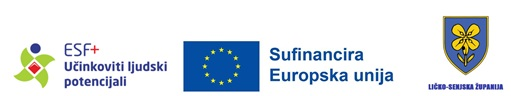 ESF+
Učinkoviti ljudski
potencijali
Sufinancira
Europska unija
LIČKO-SENJSKA ŽUPANIJA